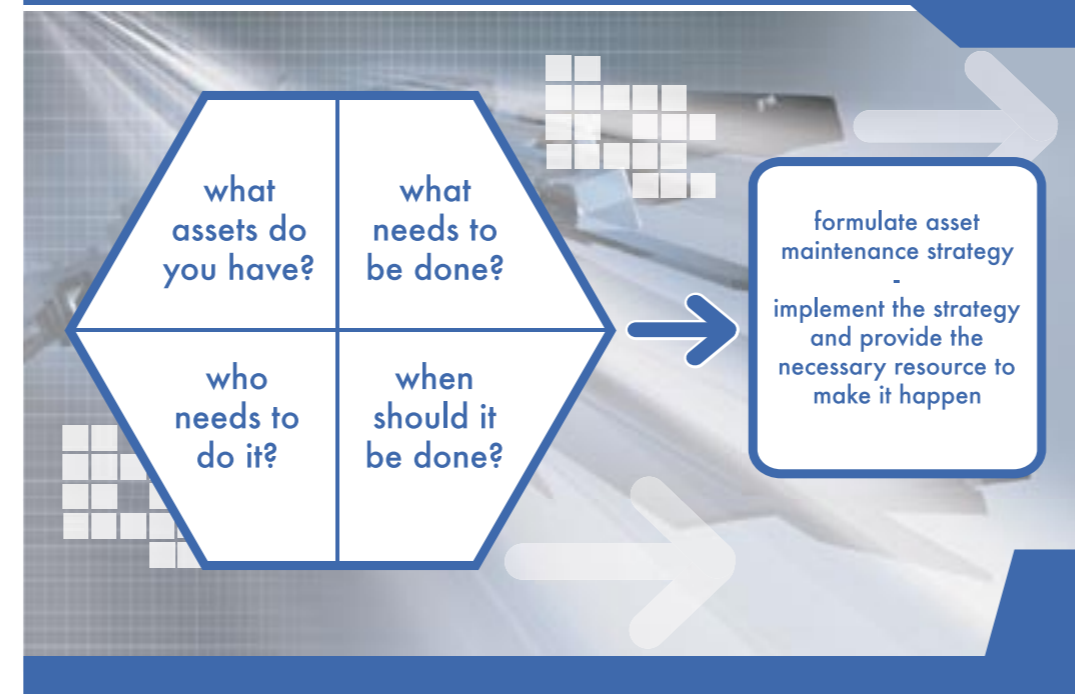 what
assets do
you have?
what
needs to
be done?
who
needs to
do it?
when
should it
be done?
formulate asset
maintenance strategy
-
implement the strategy
and provide the
necessary resource to
make it happen